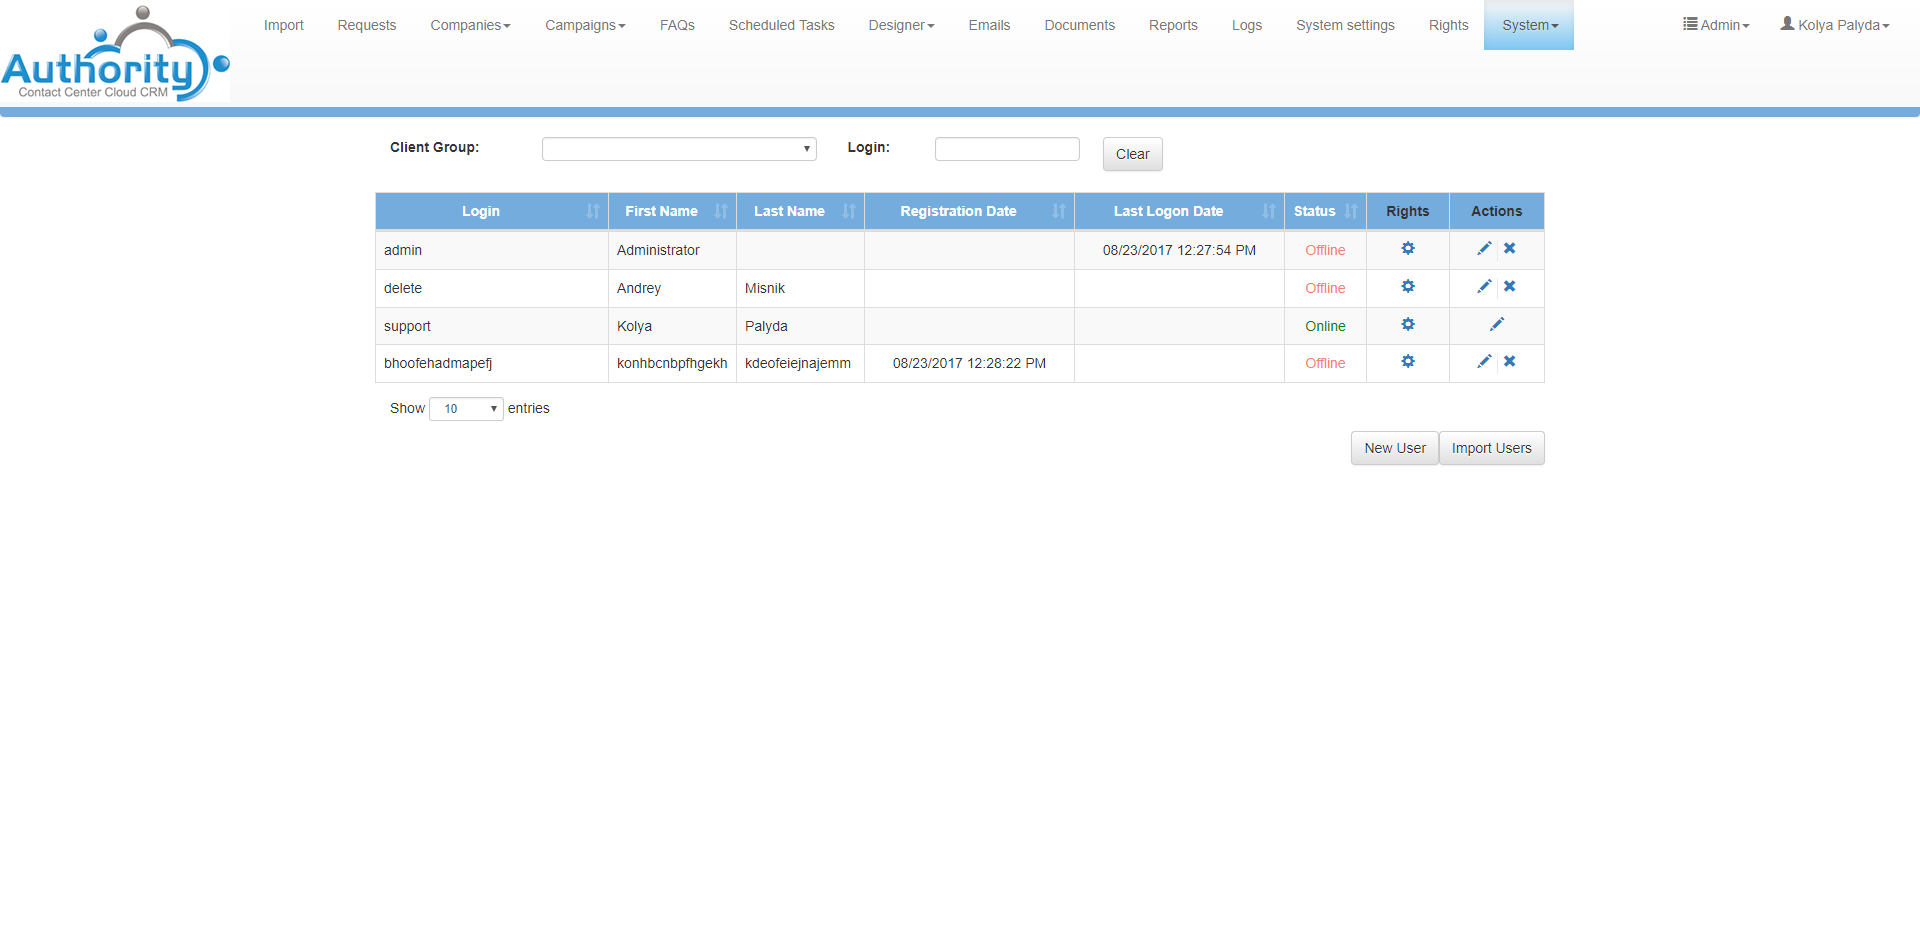 Authority
Contact Center Cloud CRM
Import Requests Companies Campaigns FAQs Scheduled Tasks Designer Emails Documents Reports Logs System settings Rights System Admin Kolya Palyda
Client Group: Login: Clear
Login First Name Last Name Registration Date Last Logon Date Status Rights Actions
admin Administrator 08/23/2017 12:27:54 PM Offline
delete Andrey Misnik Offline
support Kolya Palyda Online
bhoofehadmapefj konhbcnbpfhgekh kdeofeiejnajemm 08/23/2017 12:28:22 PM Offline
Show 10 entries
New User Import Users